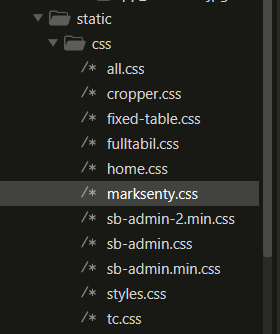 static
css
/* all.css
/* cropper.css
/* fixed-table.css
/* fulltabil.css
/* home.css
/* marksenty.css
/* sb-admin-2.min.css
/* sb-admin.css
/* sb-admin.min.css
/* styles.css
/* tc.css